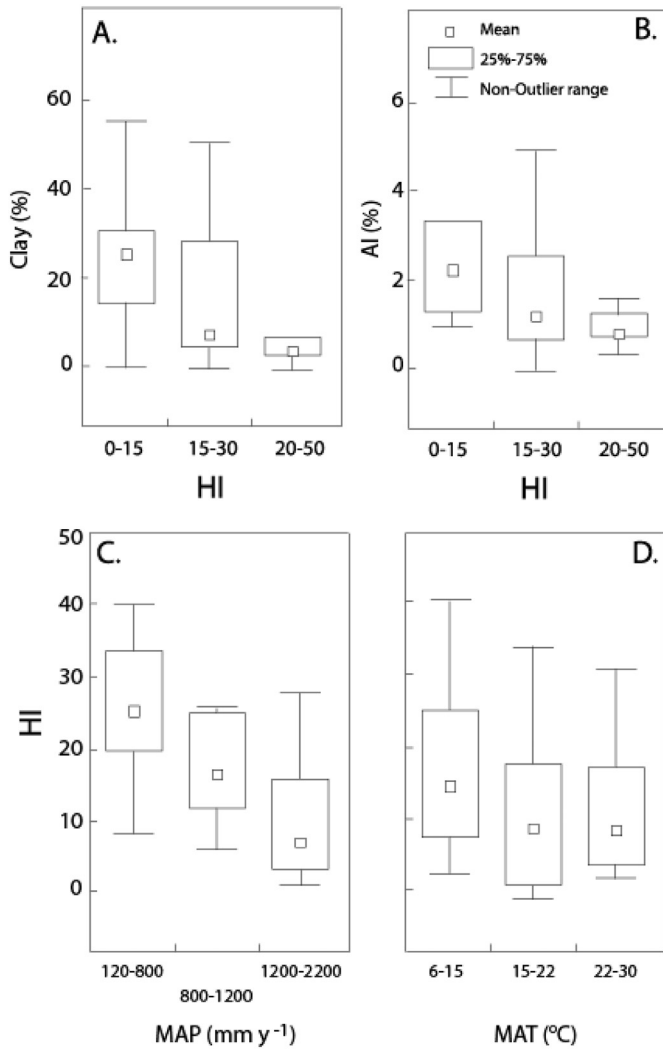 A.
Clay (%)
60
40
20
0
0-15 15-30 20-50
HI
B.
Mean
25%-75%
Non-Outlier range
Al (%)
6
4
2
0
0-15 15-30 20-50
HI
C.
HI
50
40
30
20
10
0
120-800 800-1200 1200-2200
MAP (mm y⁻¹)
D.
6-15 15-22 22-30
MAT (ºC)